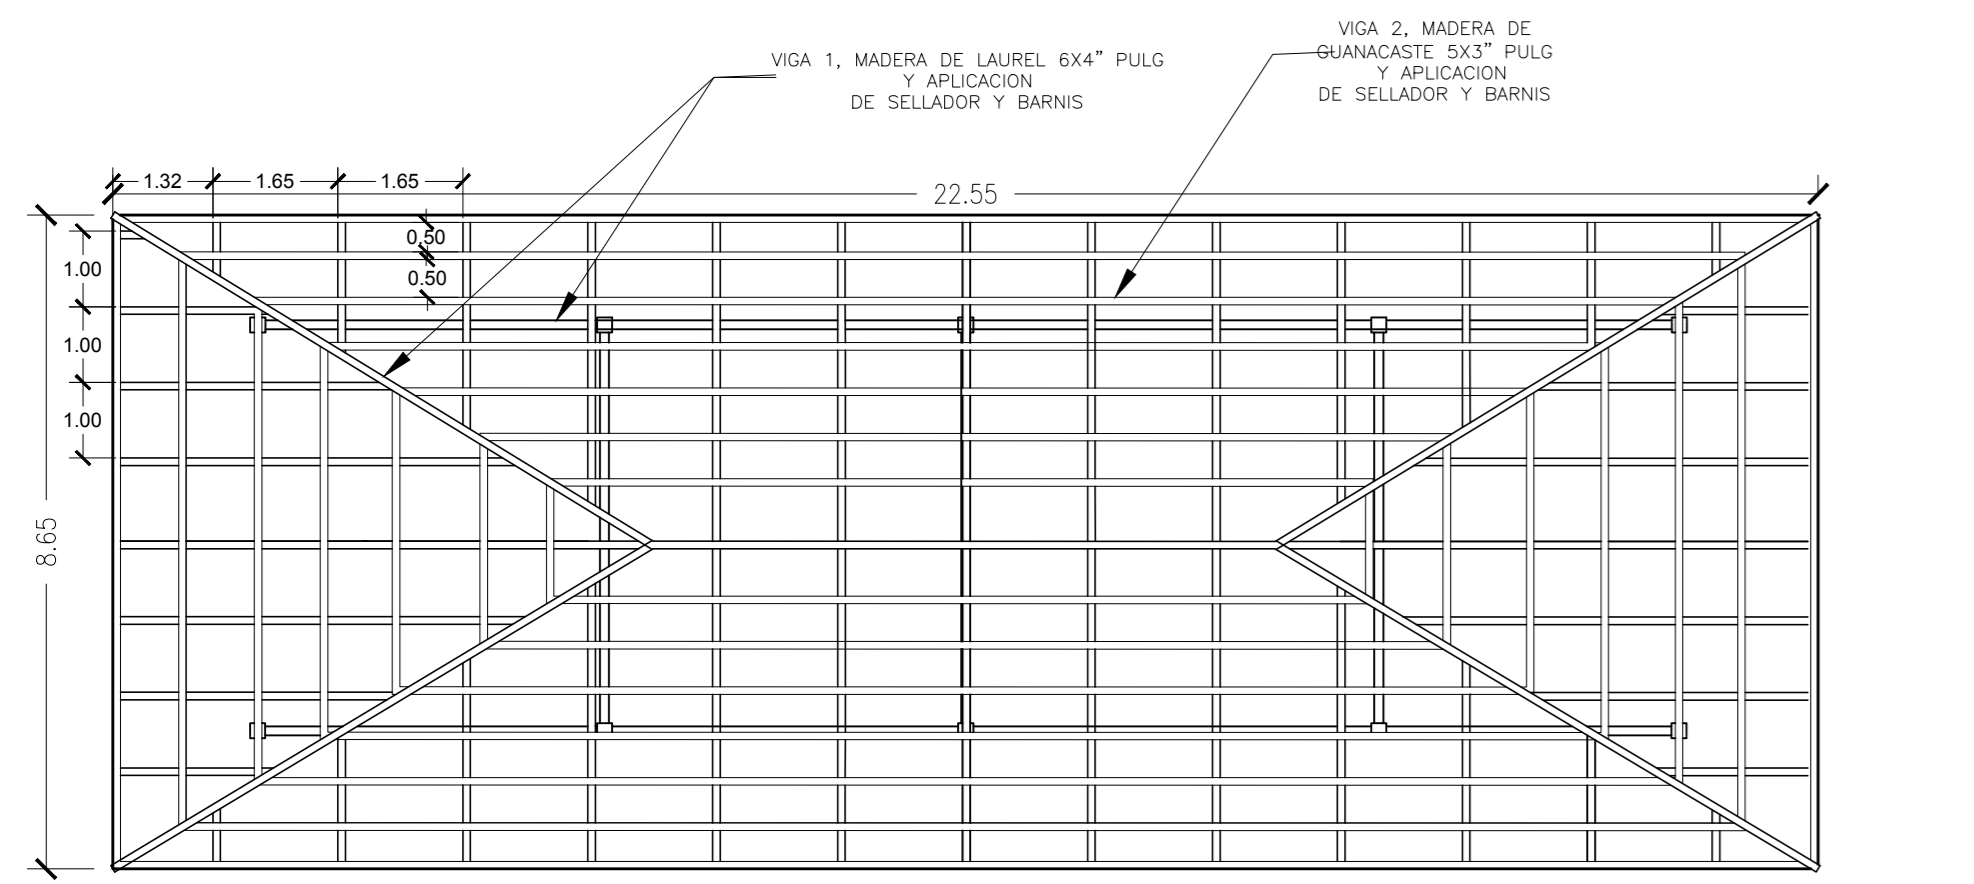 VIGA 1, MADERA DE LAUREL 6X4” PULG
Y APLICACION
DE SELLADOR Y BARNIS
VIGA 2, MADERA DE
GUANACASTE 5X3” PULG
Y APLICACION
DE SELLADOR Y BARNIS
1.32
1.65
1.65
22.55
0.50
0.50
1.00
1.00
1.00
8.65